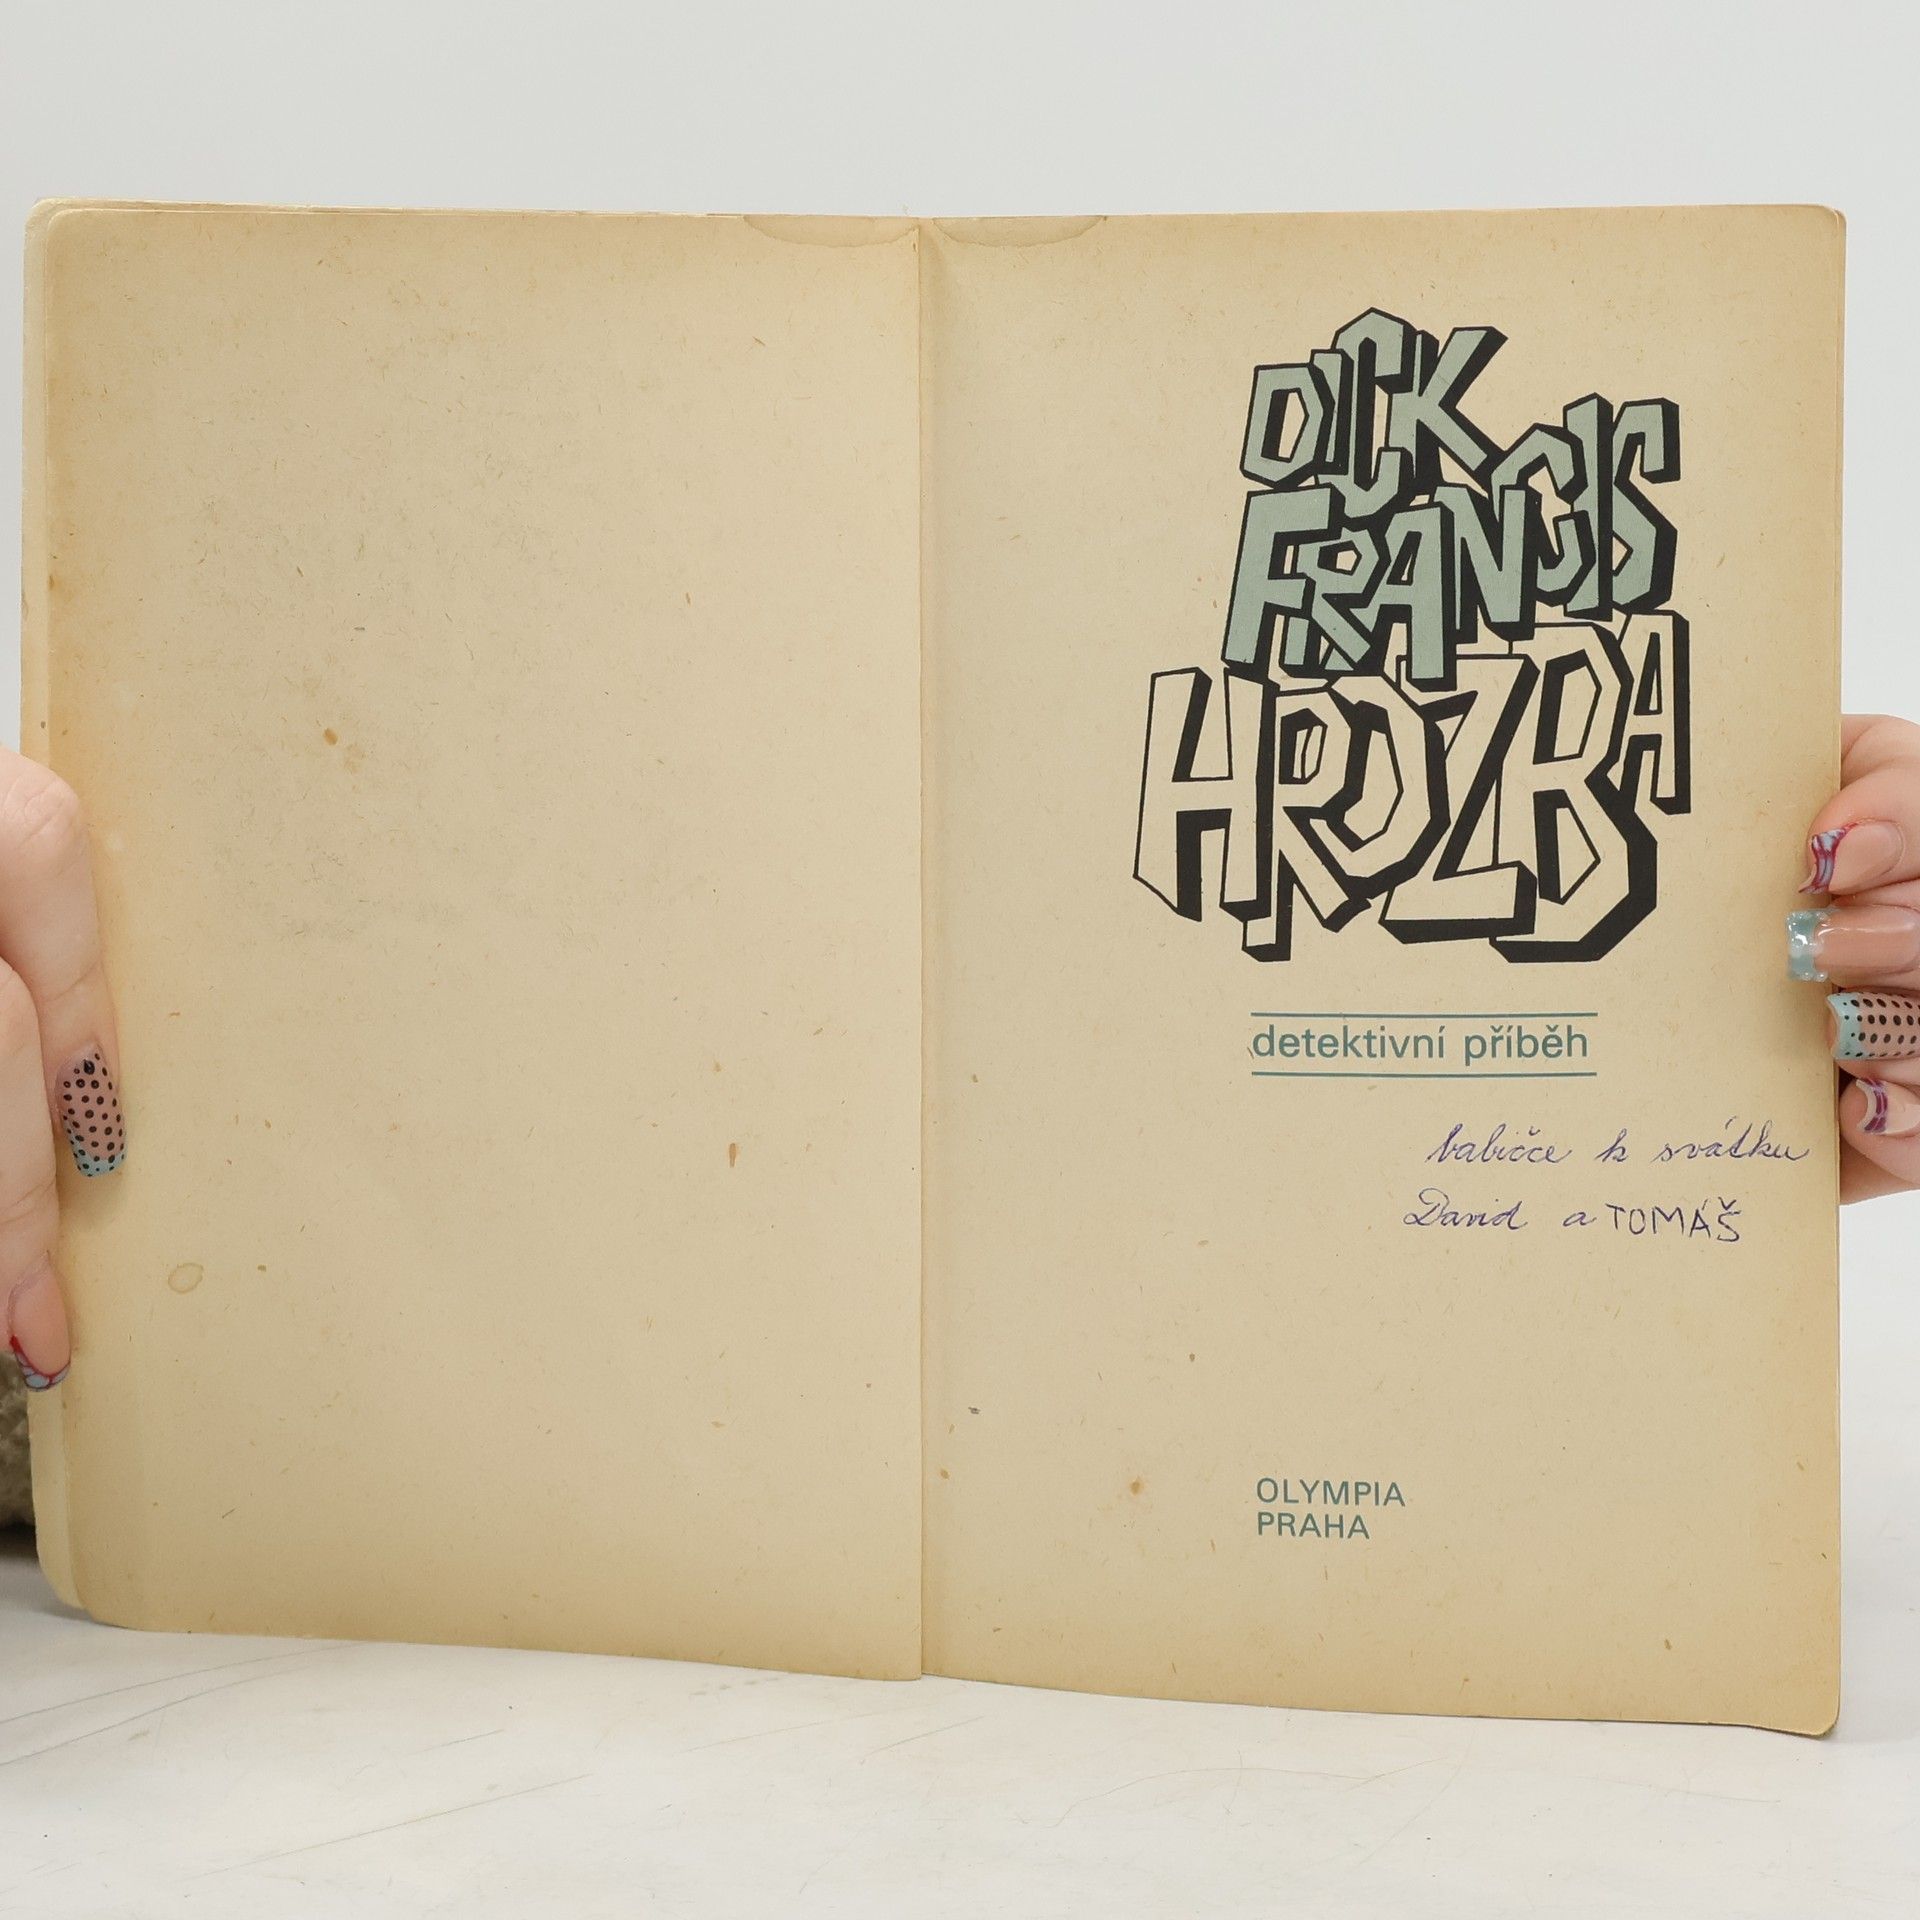 DICK
FRANCIS
HROZBA
detektivní příběh
babičce k svátku
David a TOMÁŠ
OLYMPIA
PRAHA